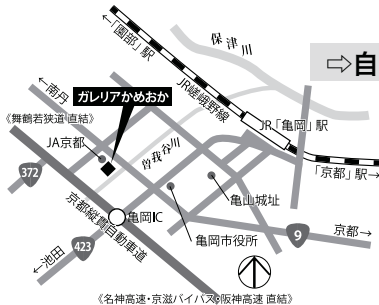 ←「園部」駅
保津川
⇨自
←南丹
ガレリアかめおか
JR嵯峨野線
《舞鶴若狭道 直結》
JR「亀岡」駅
JA京都
曽我谷川
「京都」駅→
372
亀山城址
京都縦貫自動車道
亀岡IC
亀岡市役所
9
京都→
423
←池田
《名神高速・京滋バイパス・阪神高速 直結》